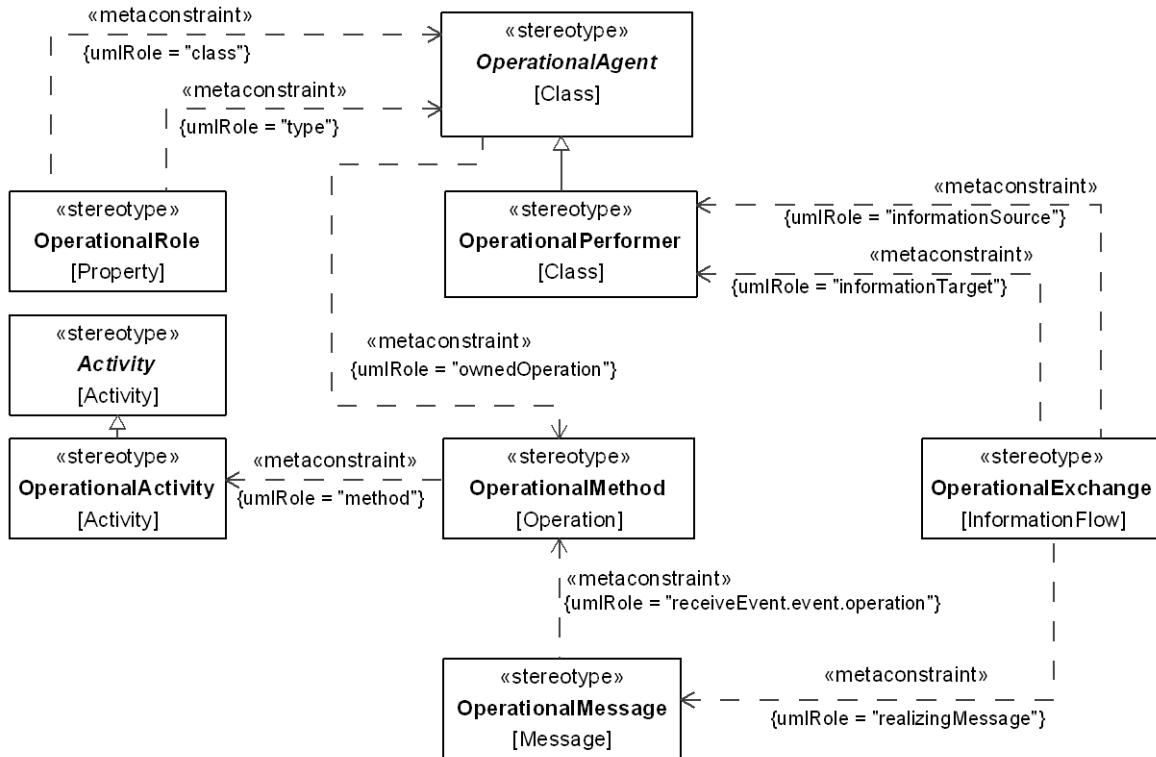 «metaconstraint»
{umlRole = "class"}
«stereotype»
OperationalAgent
[Class]
«metaconstraint»
{umlRole = "type"}
«stereotype»
OperationalRole
[Property]
«stereotype»
OperationalPerformer
[Class]
«metaconstraint»
{umlRole = "informationSource"}
«metaconstraint»
{umlRole = "informationTarget"}
«stereotype»
Activity
[Activity]
«metaconstraint»
{umlRole = "ownedOperation"}
«stereotype»
OperationalActivity
[Activity]
«metaconstraint»
{umlRole = "method"}
«stereotype»
OperationalMethod
[Operation]
«stereotype»
OperationalExchange
[InformationFlow]
«metaconstraint»
{umlRole = "receiveEvent.event.operation"}
«stereotype»
OperationalMessage
[Message]
«metaconstraint»
{umlRole = "realizingMessage"}